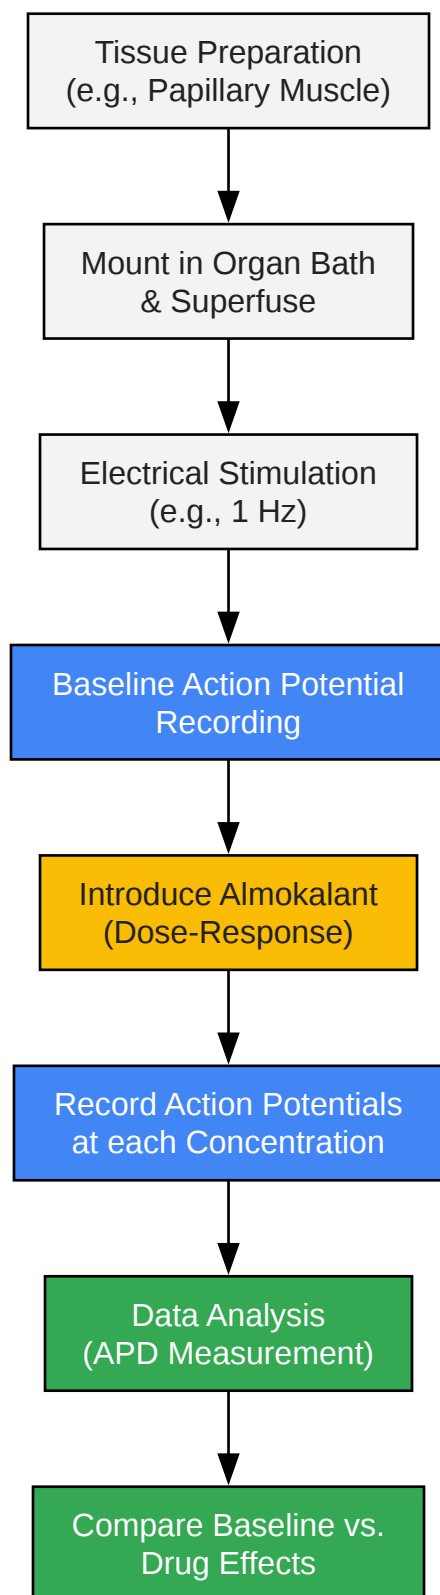 Tissue Preparation
(e.g., Papillary Muscle)
Mount in Organ Bath
& Superfuse
Electrical Stimulation
(e.g., 1 Hz)
Baseline Action Potential
Recording
Introduce Almokalant
(Dose-Response)
Record Action Potentials
at each Concentration
Data Analysis
(APD Measurement)
Compare Baseline vs.
Drug Effects